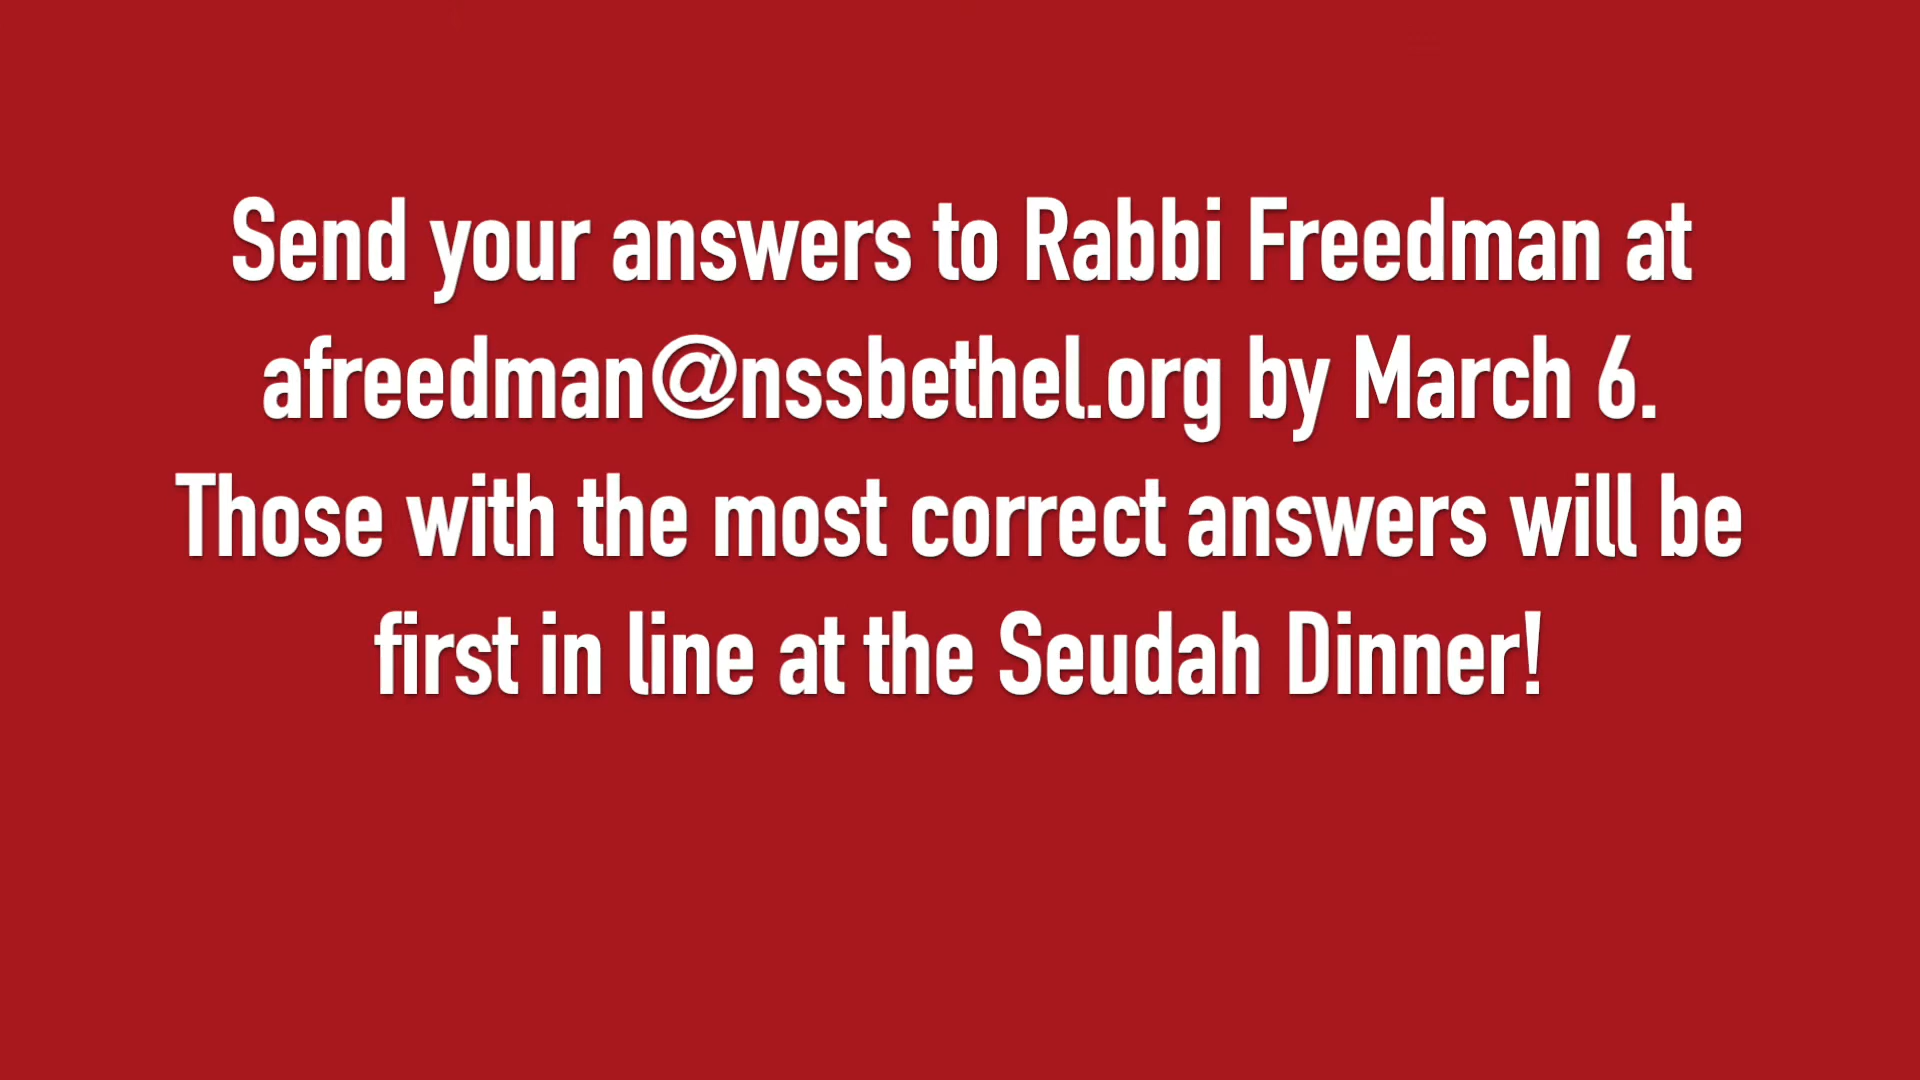 Send your answers to Rabbi Freedman at
afreedman@nssbethel.org by March 6.
Those with the most correct answers will be
first in line at the Seudah Dinner!